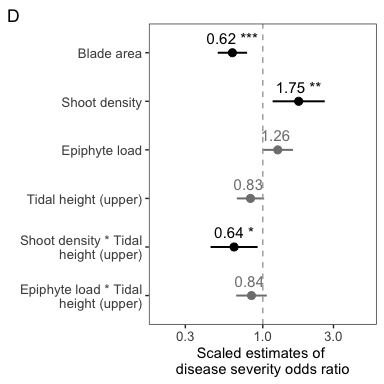 D
Blade area
0.62 ***
Shoot density
1.75 **
Epiphyte load
1.26
Tidal height (upper)
0.83
Shoot density * Tidal
height (upper)
0.64 *
Epiphyte load * Tidal
height (upper)
0.84
0.3 1.0 3.0
Scaled estimates of
disease severity odds ratio